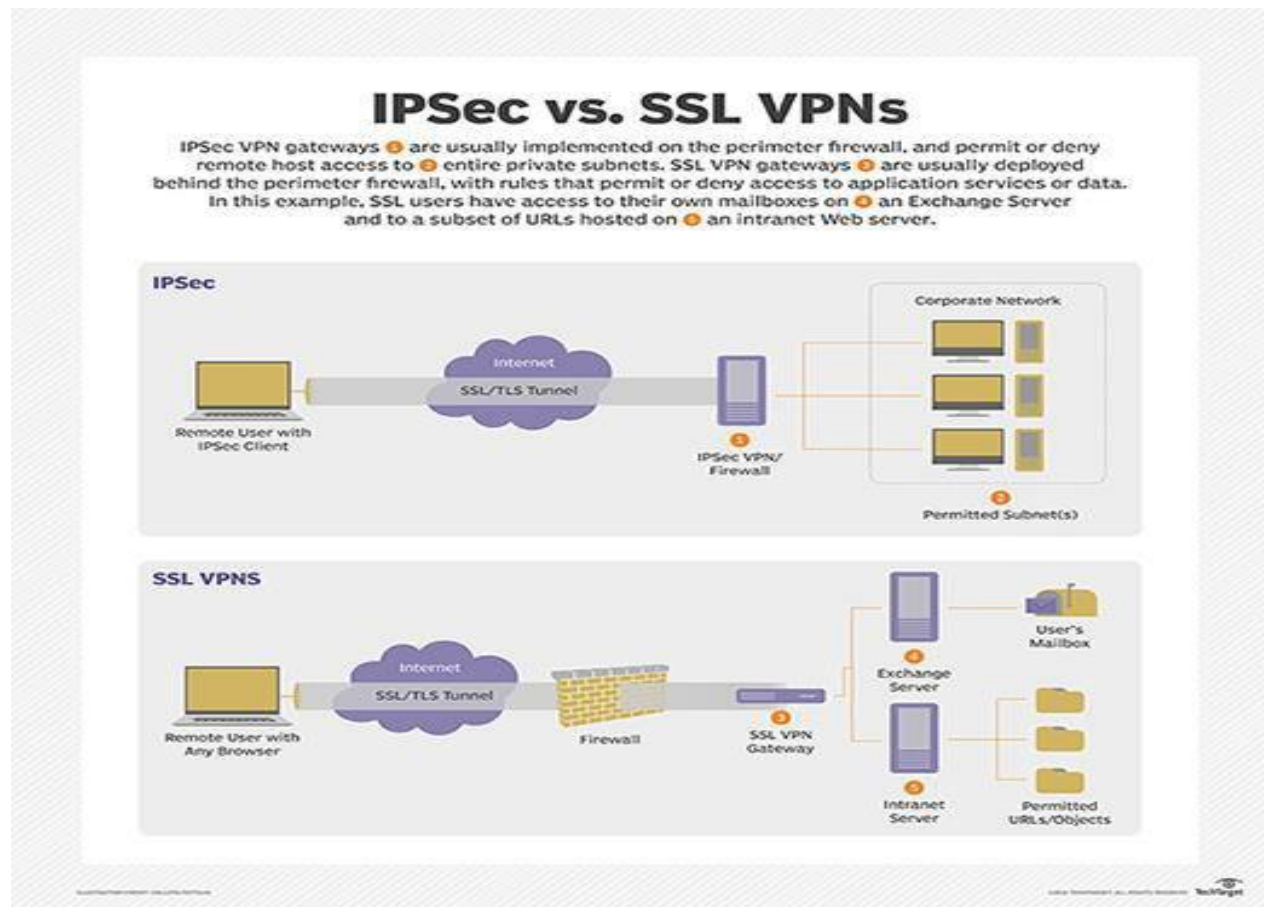 IPSec vs. SSL VPNs
IPSec VPN gateways 1 are usually implemented on the perimeter firewall, and permit or deny
remote host access to 2 entire private subnets. SSL VPN gateways 3 are usually deployed
behind the perimeter firewall, with rules that permit or deny access to application services or data.
In this example, SSL users have access to their own mailboxes on 4 an Exchange Server
and to a subset of URLs hosted on 5 an intranet Web server.
IPSec
Corporate Network
Internet
SSL/TLS Tunnel
Remote User with
IPSec Client
1
IPSec VPN/
Firewall
2
Permitted Subnet(s)
SSL VPNS
Internet
SSL/TLS Tunnel
Remote User with
Any Browser
Firewall
3
SSL VPN
Gateway
4
Exchange
Server
User's
Mailbox
5
Intranet
Server
Permitted
URLs/Objects
TechTarget